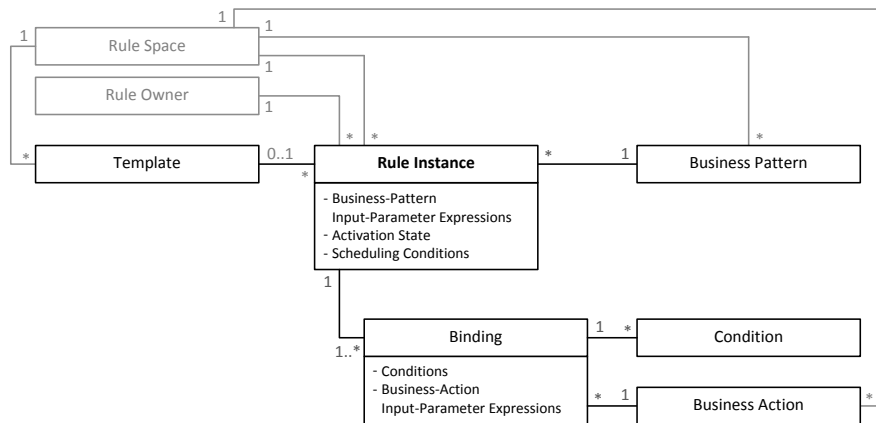 1
1
1
Rule Space
1
Rule Owner
1
*
*
*
0..1
*
Template
Rule Instance
*
1
Business Pattern
*
- Business-Pattern
Input-Parameter Expressions
- Activation State
- Scheduling Conditions
1
1..*
Binding
1
*
Condition
- Conditions
- Business-Action
Input-Parameter Expressions
*
1
Business Action
*